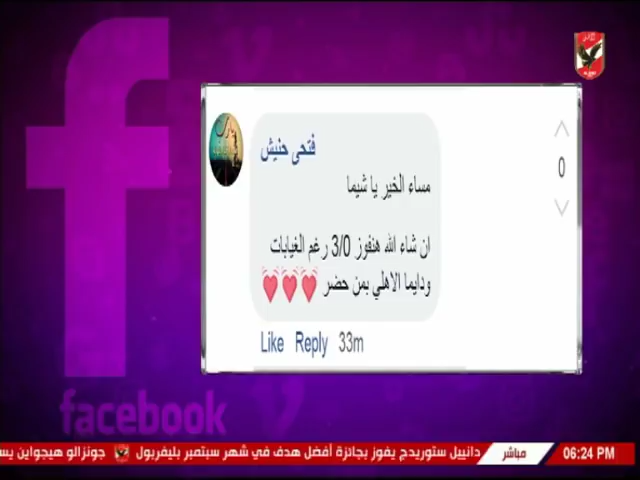 فتحى حنيش
مساء الخير يا شيما
ان شاء الله هنفوز 3/0 رغم الغيابات
ودايما الاهلي بمن حضر
Like Reply 33m
0
facebook
06:24 PM
مباشر
دانييل ستوريدج يفوز بجائزة أفضل هدف في شهر سبتمبر بليفربول
جونزالو هيجواين يس